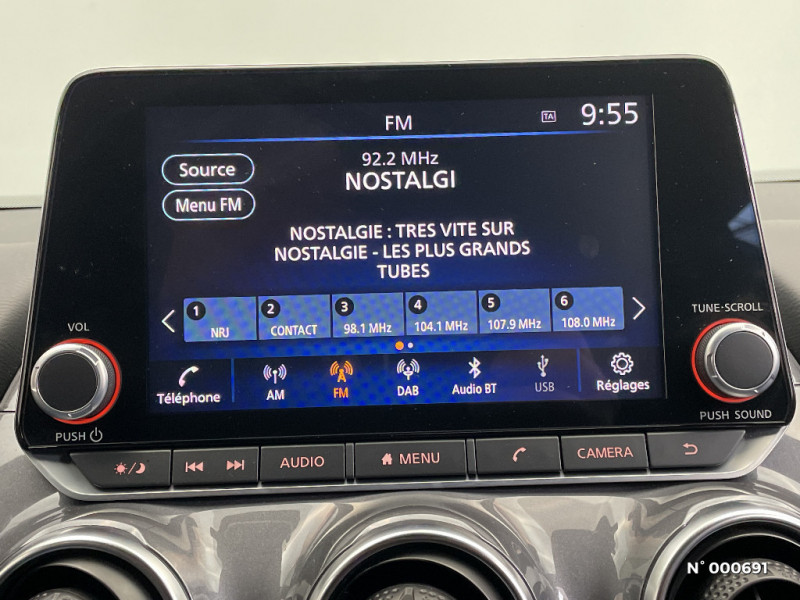 FM
TA
9:55
Source
Menu FM
92.2 MHz
NOSTALGI
NOSTALGIE : TRES VITE SUR
NOSTALGIE - LES PLUS GRANDS
TUBES
1 NRJ
2 CONTACT
3 98.1 MHz
4 104.1 MHz
5 107.9 MHz
6 108.0 MHz
Téléphone
AM
FM
DAB
Audio BT
USB
Réglages
VOL
PUSH
TUNE·SCROLL
PUSH SOUND
AUDIO
MENU
CAMERA
N° 000691